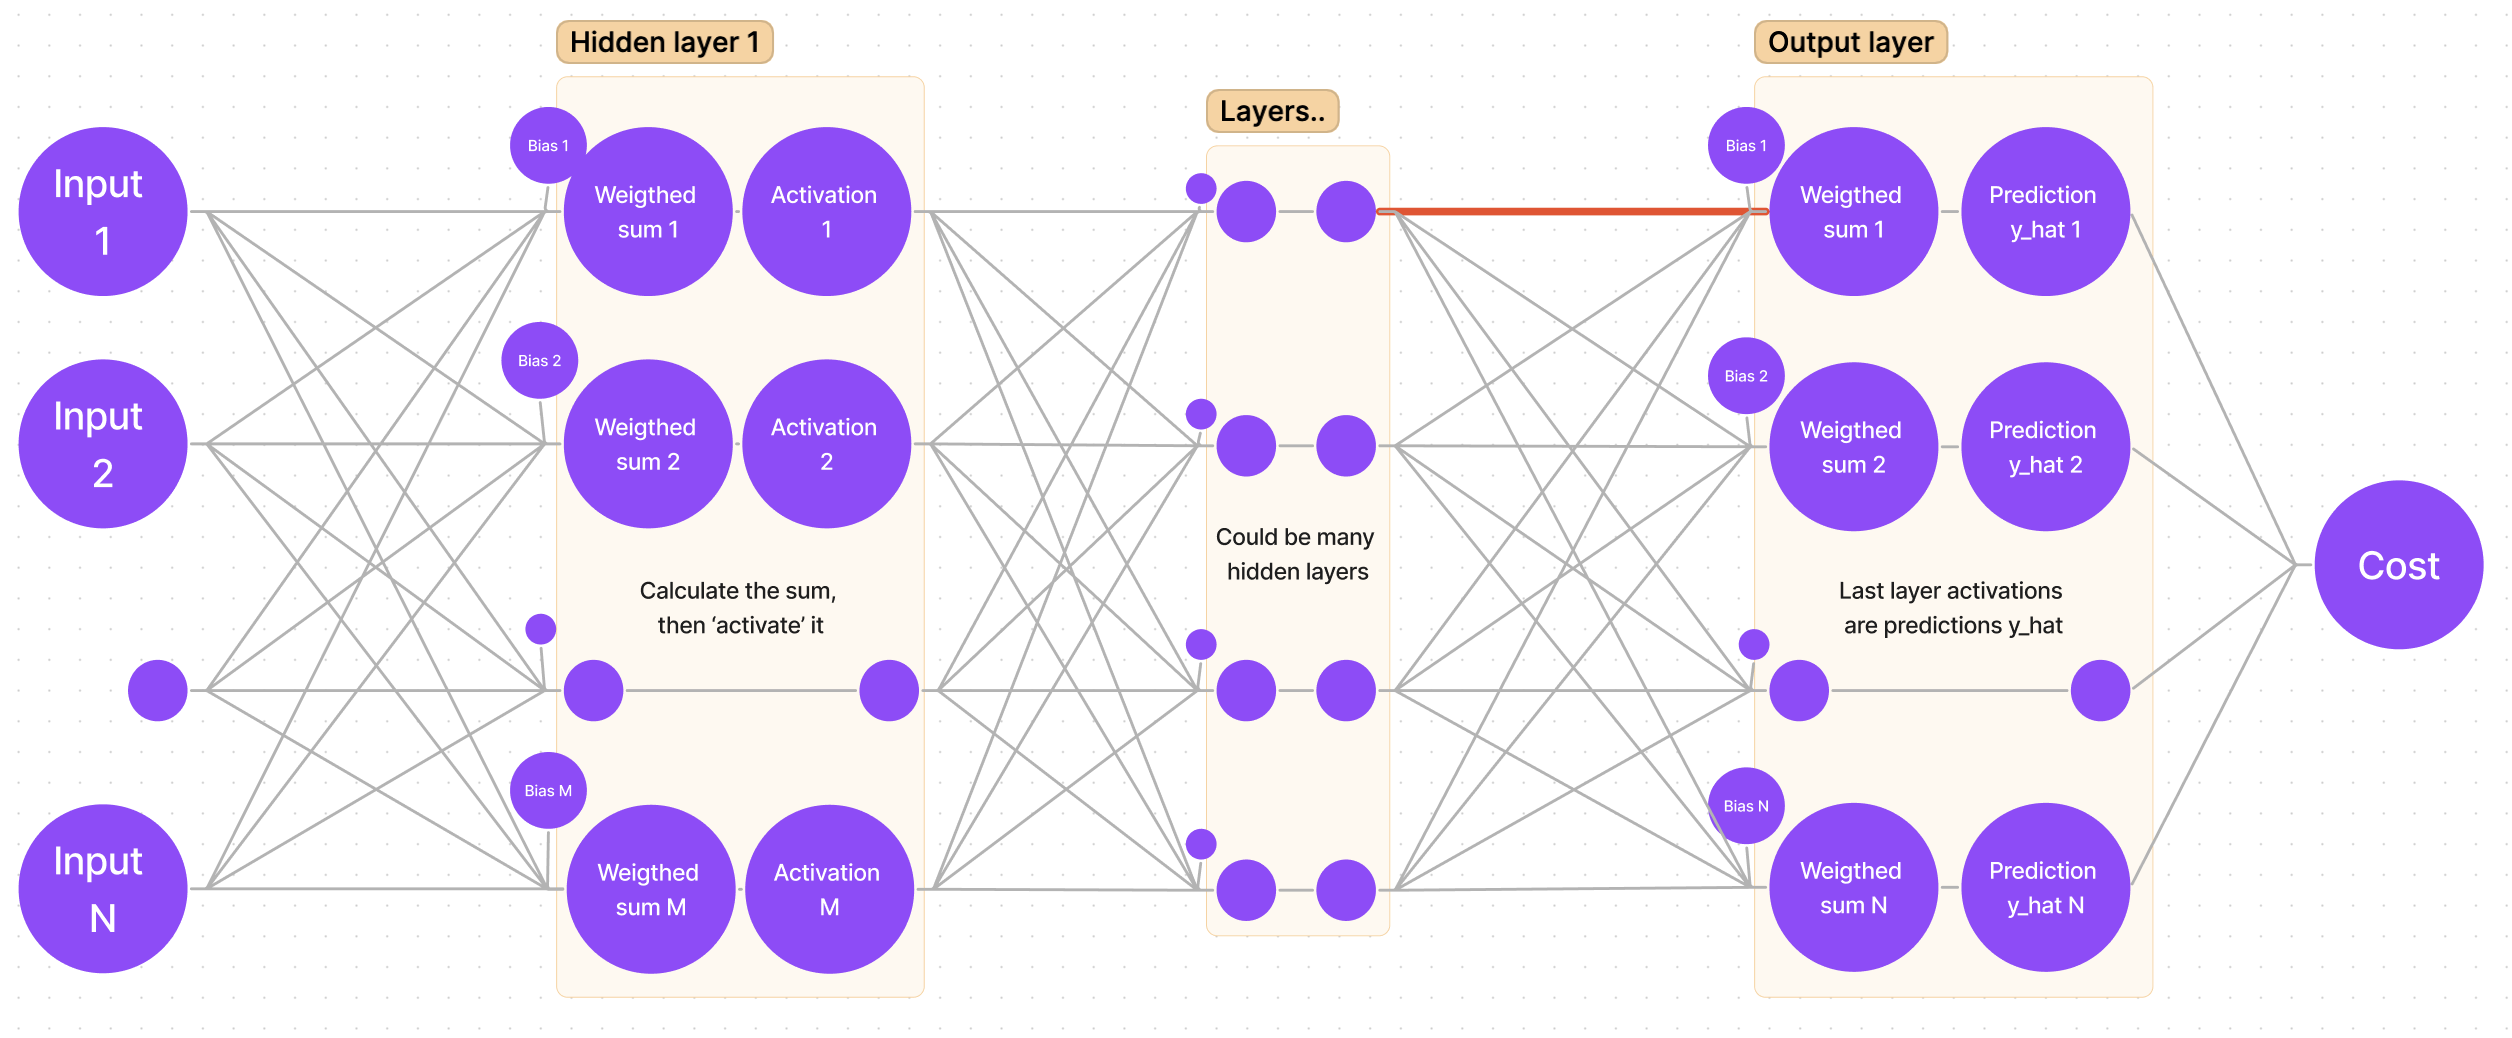 Hidden layer 1
Output layer
Layers..
Input
1
Bias 1
Weigthed
sum 1
Activation
1
Bias 1
Weigthed
sum 1
Prediction
y_hat 1
Input
2
Bias 2
Weigthed
sum 2
Activation
2
Bias 2
Weigthed
sum 2
Prediction
y_hat 2
Could be many
hidden layers
Calculate the sum,
then ‘activate’ it
Last layer activations
are predictions y_hat
Cost
Input
N
Bias M
Weigthed
sum M
Activation
M
Bias N
Weigthed
sum N
Prediction
y_hat N